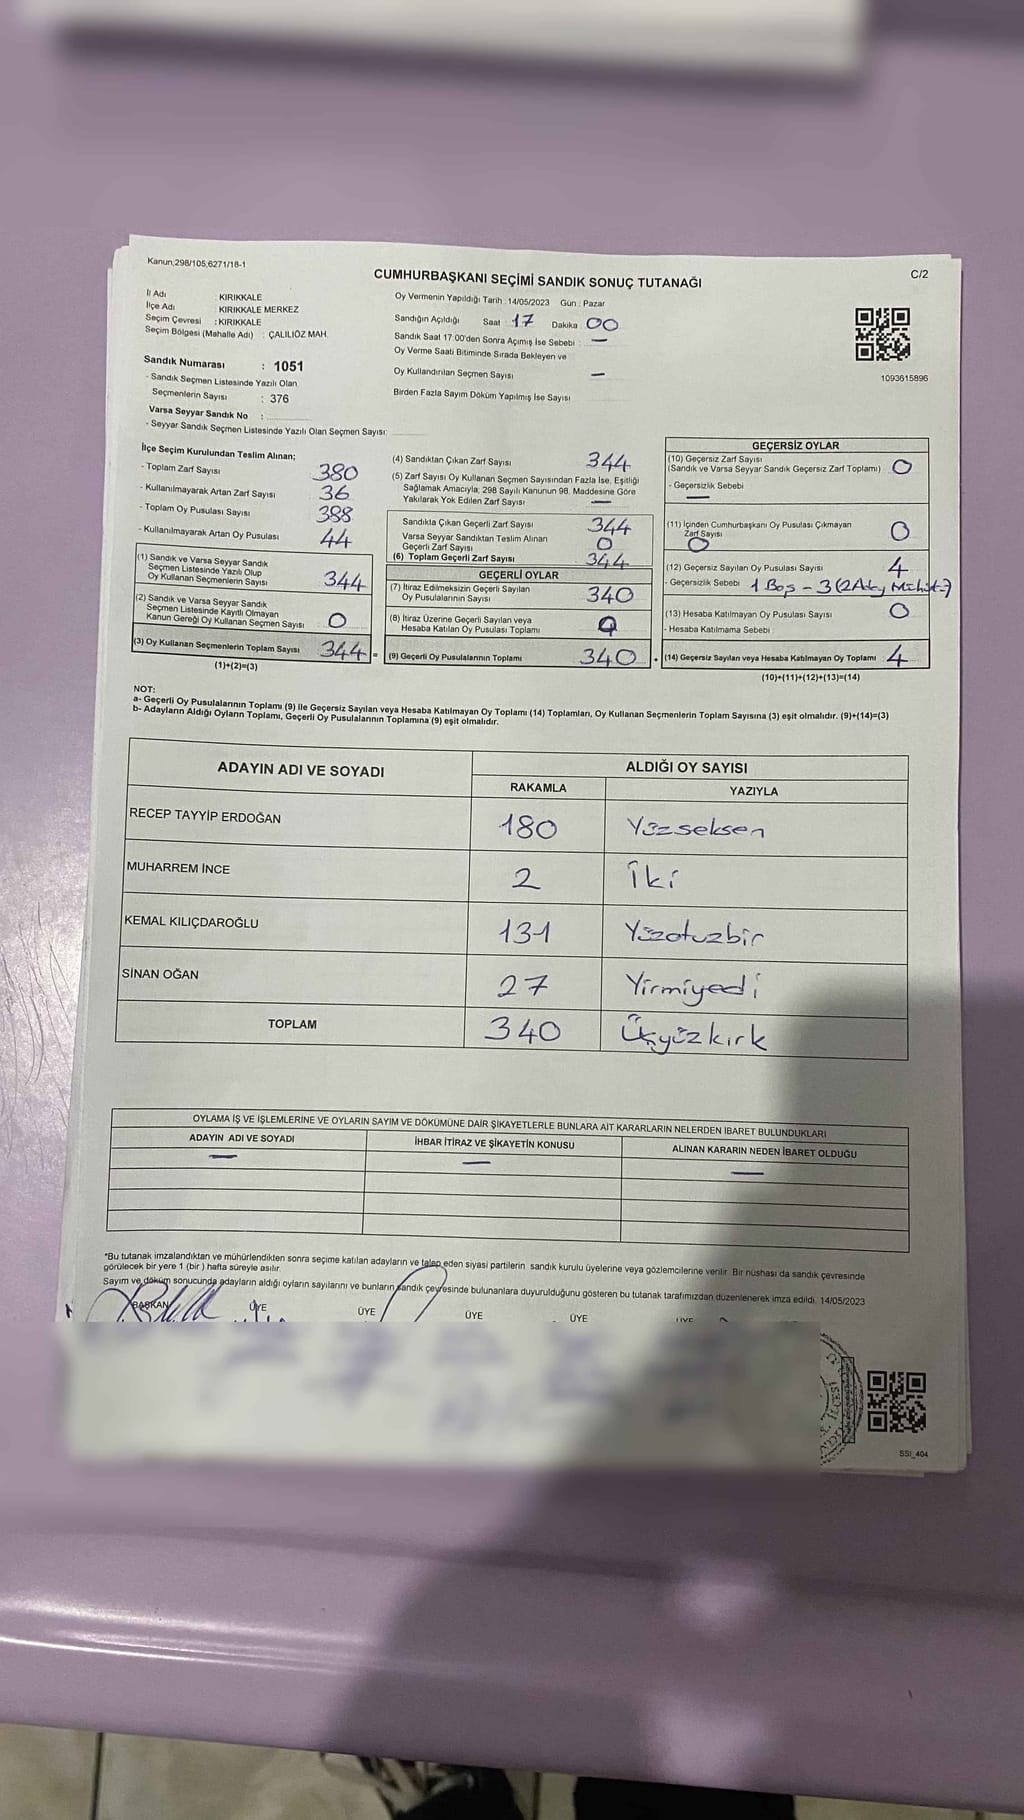 Kanun;298/105;6271/18-1
C/2
CUMHURBAŞKANI SEÇİMİ SANDIK SONUÇ TUTANAĞI
İl Adı : KIRIKKALE
İlçe Adı : KIRIKKALE MERKEZ
Seçim Çevresi : KIRIKKALE
Seçim Bölgesi (Mahalle Adı) : ÇALILIÖZ MAH.
Sandık Numarası : 1051
- Sandık Seçmen Listesinde Yazılı Olan
Seçmenlerin Sayısı : 376
Varsa Seyyar Sandık No :
- Seyyar Sandık Seçmen Listesinde Yazılı Olan Seçmen Sayısı:
Oy Vermenin Yapıldığı Tarih : 14/05/2023 Gün : Pazar
Sandığın Açıldığı Saat 17 Dakika 00
Sandık Saat 17:00'den Sonra Açımış İse Sebebi : —
Oy Verme Saati Bitiminde Sırada Bekleyen ve
Oy Kullandırılan Seçmen Sayısı —
Birden Fazla Sayım Döküm Yapılmış İse Sayısı
1093615896
İlçe Seçim Kurulundan Teslim Alınan;
- Toplam Zarf Sayısı 380
- Kullanılmayarak Artan Zarf Sayısı 36
- Toplam Oy Pusulası Sayısı 388
- Kullanılmayarak Artan Oy Pusulası 44
(1) Sandık ve Varsa Seyyar Sandık
Seçmen Listesinde Yazılı Olup
Oy Kullanan Seçmenlerin Sayısı 344
(2) Sandık ve Varsa Seyyar Sandık
Seçmen Listesinde Kayıtlı Olmayan
Kanun Gereği Oy Kullanan Seçmen Sayısı 0
(3) Oy Kullanan Seçmenlerin Toplam Sayısı 344 =
(1)+(2)=(3)
(4) Sandıktan Çıkan Zarf Sayısı 344
(5) Zarf Sayısı Oy Kullanan Seçmen Sayısından Fazla İse, Eşitliği
Sağlamak Amacıyla; 298 Sayılı Kanunun 98. Maddesine Göre
Yakılarak Yok Edilen Zarf Sayısı —
Sandıkta Çıkan Geçerli Zarf Sayısı 344
Varsa Seyyar Sandıktan Teslim Alınan
Geçerli Zarf Sayısı 0
(6) Toplam Geçerli Zarf Sayısı 344
GEÇERLİ OYLAR
(7) İtiraz Edilmeksizin Geçerli Sayılan
Oy Pusulalarının Sayısı 340
(8) İtiraz Üzerine Geçerli Sayılan veya
Hesaba Katılan Oy Pusulası Toplamı 0
(9) Geçerli Oy Pusulalarının Toplamı 340
GEÇERSİZ OYLAR
(10) Geçersiz Zarf Sayısı
(Sandık ve Varsa Seyyar Sandık Geçersiz Zarf Toplamı) 0
- Geçersizlik Sebebi
—
(11) İçinden Cumhurbaşkanı Oy Pusulası Çıkmayan
Zarf Sayısı 0
0
(12) Geçersiz Sayılan Oy Pusulası Sayısı 4
- Geçersizlik Sebebi 1 Boş - 3 (2 Aday
(13) Hesaba Katılmayan Oy Pusulası Sayısı 0
- Hesaba Katılmama Sebebi
(14) Geçersiz Sayılan veya Hesaba Katılmayan Oy Toplamı 4
(10)+(11)+(12)+(13)=(14)
NOT:
a- Geçerli Oy Pusulalarının Toplamı (9) ile Geçersiz Sayılan veya Hesaba Katılmayan Oy Toplamı (14) Toplamları, Oy Kullanan Seçmenlerin Toplam Sayısına (3) eşit olmalıdır. (9)+(14)=(3)
b- Adayların Aldığı Oyların Toplamı, Geçerli Oy Pusulalarının Toplamına (9) eşit olmalıdır.
ADAYIN ADI VE SOYADI
ALDIĞI OY SAYISI
RAKAMLA YAZIYLA
RECEP TAYYİP ERDOĞAN 180 Yüzseksen
MUHARREM İNCE 2 İki
KEMAL KILIÇDAROĞLU 131 Yüzotuzbir
SİNAN OĞAN 27 Yirmiyedi
TOPLAM 340 Üçyüzkırk
OYLAMA İŞ VE İŞLEMLERİNE VE OYLARIN SAYIM VE DÖKÜMÜNE DAİR ŞİKAYETLERLE BUNLARA AİT KARARLARIN NELERDEN İBARET BULUNDUKLARI
ADAYIN ADI VE SOYADI İHBAR İTİRAZ VE ŞİKAYETİN KONUSU ALINAN KARARIN NEDEN İBARET OLDUĞU
— — —
*Bu tutanak imzalandıktan ve mühürlendikten sonra seçime katılan adayların ve talep eden siyasi partilerin sandık kurulu üyelerine veya gözlemcilerine verilir. Bir nüshası da sandık çevresinde
görülecek bir yere 1 (bir) hafta süreyle asılır.
Sayım ve döküm sonucunda adayların aldığı oyların sayılarını ve bunların sandık çevresinde bulunanlara duyurulduğunu gösteren bu tutanak tarafımızdan düzenlenerek imza edildi. 14/05/2023
BAŞKAN ÜYE ÜYE ÜYE ÜYE ÜYE
SSI_404